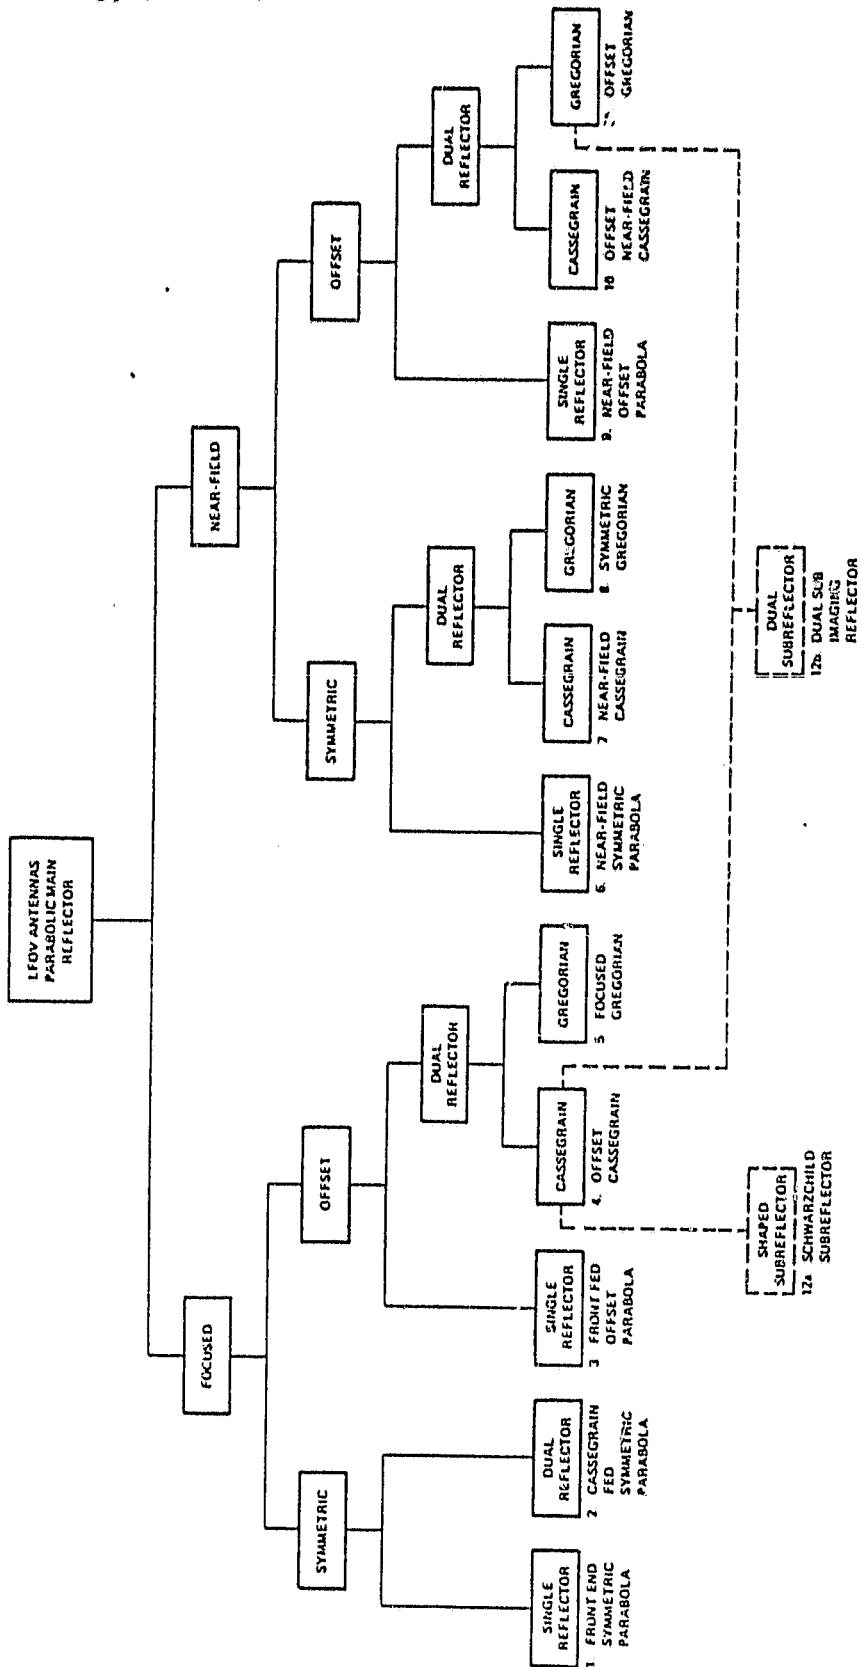 LFOV ANTENNAS
PARABOLIC MAIN
REFLECTOR
FOCUSED
NEAR-FIELD
SYMMETRIC
OFFSET
SYMMETRIC
OFFSET
SINGLE
REFLECTOR
1 FRONT END
SYMMETRIC
PARABOLA
DUAL
REFLECTOR
2. CASSEGRAIN
FED
SYMMETRIC
PARABOLA
SINGLE
REFLECTOR
3 FRONT FED
OFFSET
PARABOLA
DUAL
REFLECTOR
CASSEGRAIN
4. OFFSET
CASSEGRAIN
GREGORIAN
5 FOCUSED
GREGORIAN
SINGLE
REFLECTOR
6. NEAR-FIELD
SYMMETRIC
PARABOLA
DUAL
REFLECTOR
CASSEGRAIN
7 NEAR-FIELD
CASSEGRAIN
GREGORIAN
8. SYMMETRIC
GREGORIAN
SINGLE
REFLECTOR
9. NEAR-FIELD
OFFSET
PARABOLA
DUAL
REFLECTOR
CASSEGRAIN
10 OFFSET
NEAR-FIELD
CASSEGRAIN
GREGORIAN
OFFSET
GREGORIAN
SHAPED
SUBREFLECTOR
12a SCHWARZCHILD
SUBREFLECTOR
DUAL
SUBREFLECTOR
12b DUAL SUB
IMAGING
REFLECTOR